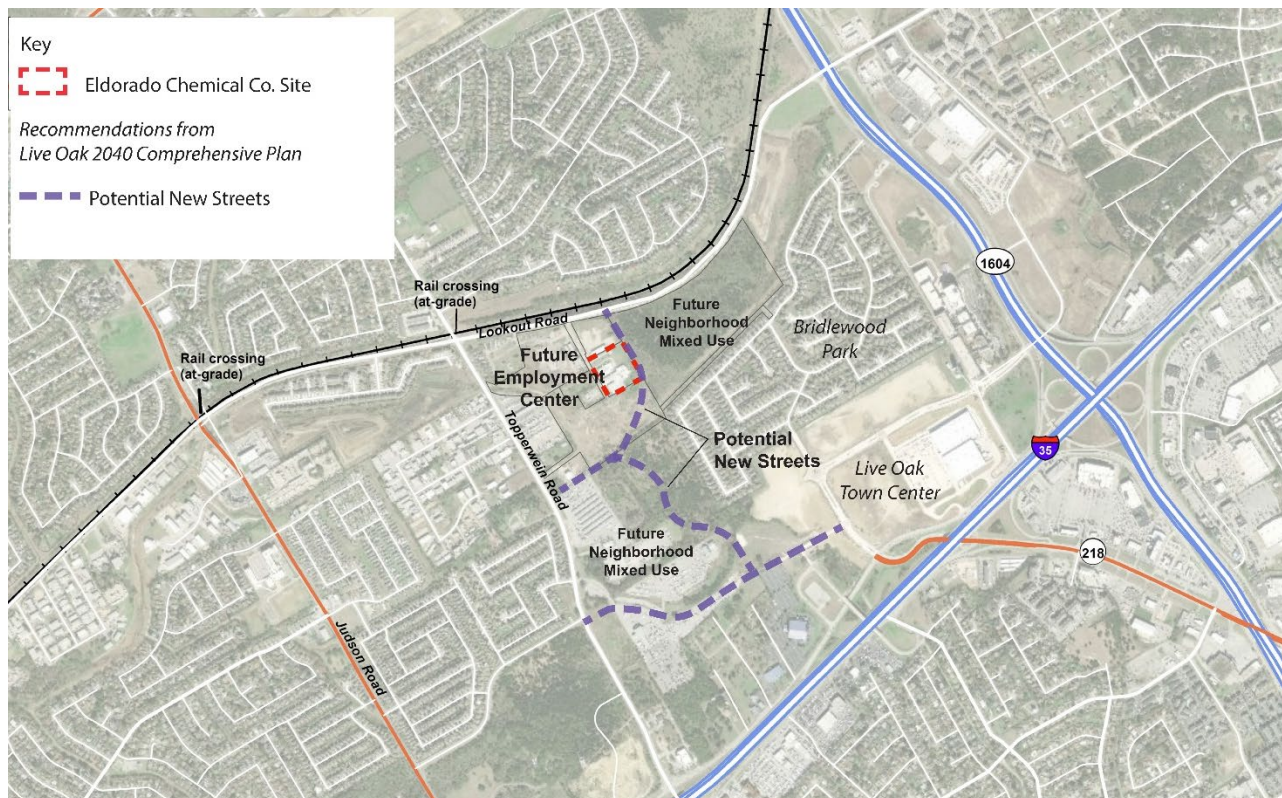 Key
Eldorado Chemical Co. Site
Recommendations from
Live Oak 2040 Comprehensive Plan
Potential New Streets
1604
Rail crossing
(at-grade)
Lookout Road
Future
Neighborhood
Mixed Use
Bridlewood
Park
Rail crossing
(at-grade)
Future
Employment
Center
Topperwein Road
Potential
New Streets
35
Live Oak
Town Center
Future
Neighborhood
Mixed Use
218
Judson Road